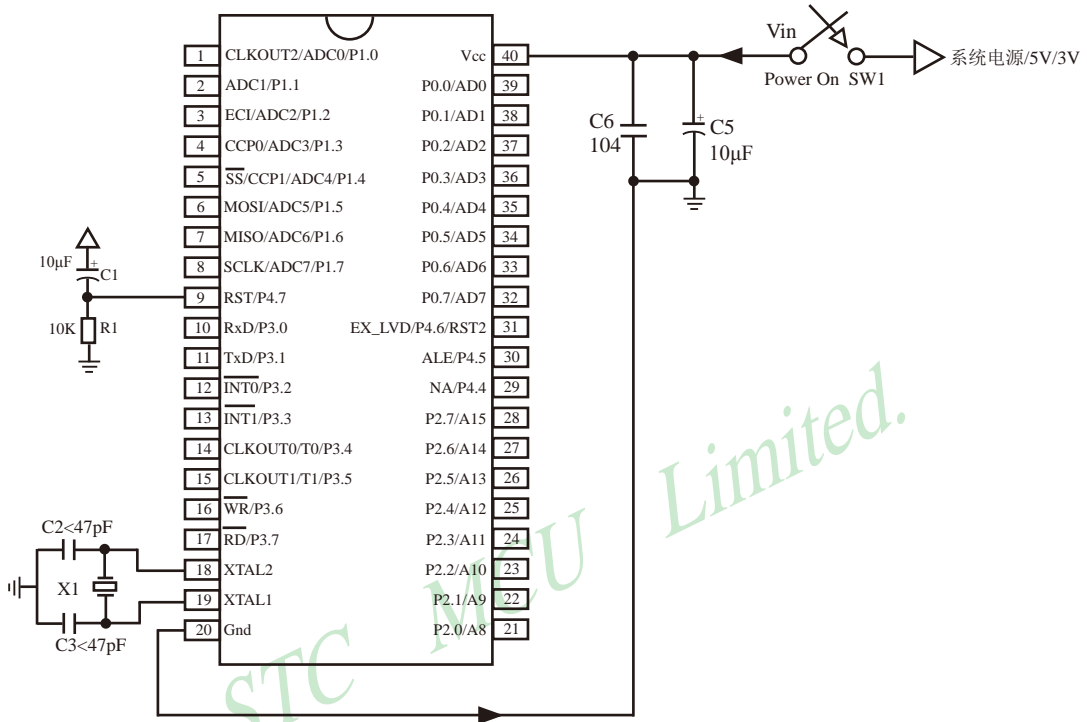 1 CLKOUT2/ADC0/P1.0
2 ADC1/P1.1
3 ECI/ADC2/P1.2
4 CCP0/ADC3/P1.3
5 SS/CCP1/ADC4/P1.4
6 MOSI/ADC5/P1.5
7 MISO/ADC6/P1.6
8 SCLK/ADC7/P1.7
9 RST/P4.7
10 RxD/P3.0
11 TxD/P3.1
12 INT0/P3.2
13 INT1/P3.3
14 CLKOUT0/T0/P3.4
15 CLKOUT1/T1/P3.5
16 WR/P3.6
17 RD/P3.7
18 XTAL2
19 XTAL1
20 Gnd
Vcc 40
P0.0/AD0 39
P0.1/AD1 38
P0.2/AD2 37
P0.3/AD3 36
P0.4/AD4 35
P0.5/AD5 34
P0.6/AD6 33
P0.7/AD7 32
EX_LVD/P4.6/RST2 31
ALE/P4.5 30
NA/P4.4 29
P2.7/A15 28
P2.6/A14 27
P2.5/A13 26
P2.4/A12 25
P2.3/A11 24
P2.2/A10 23
P2.1/A9 22
P2.0/A8 21
10μF
+
C1
10K
R1
C2<47pF
X1
C3<47pF
Vin
Power On SW1
系统电源/5V/3V
C6
104
+
C5
10μF
STC MCU Limited.